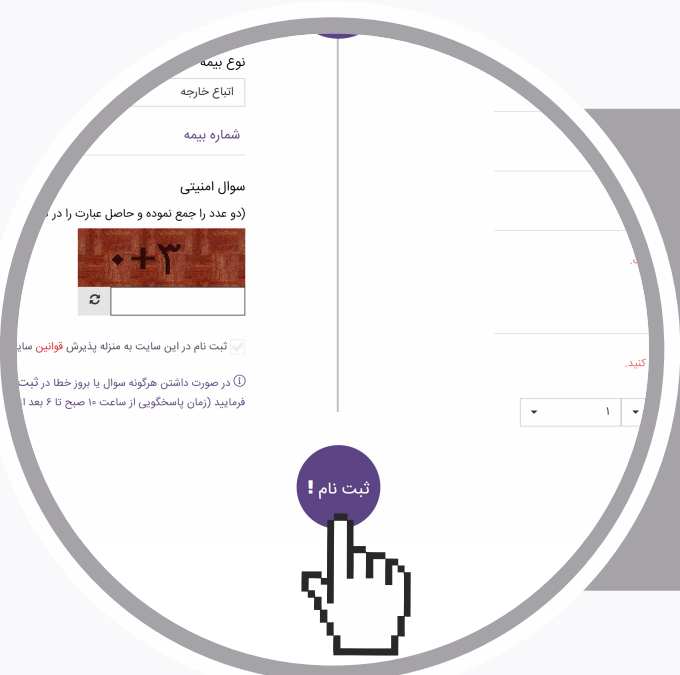 نوع بیمه
اتباع خارجه
شماره بیمه
سوال امنیتی
(دو عدد را جمع نموده و حاصل عبارت را در
۰+۳
ثبت نام در این سایت به منزله پذیرش قوانین
در صورت داشتن هرگونه سوال یا بروز خطا در ثبت
فرمایید (زمان پاسخگویی از ساعت ۱۰ صبح تا ۶ بعد
کنید.
۱
ثبت نام !